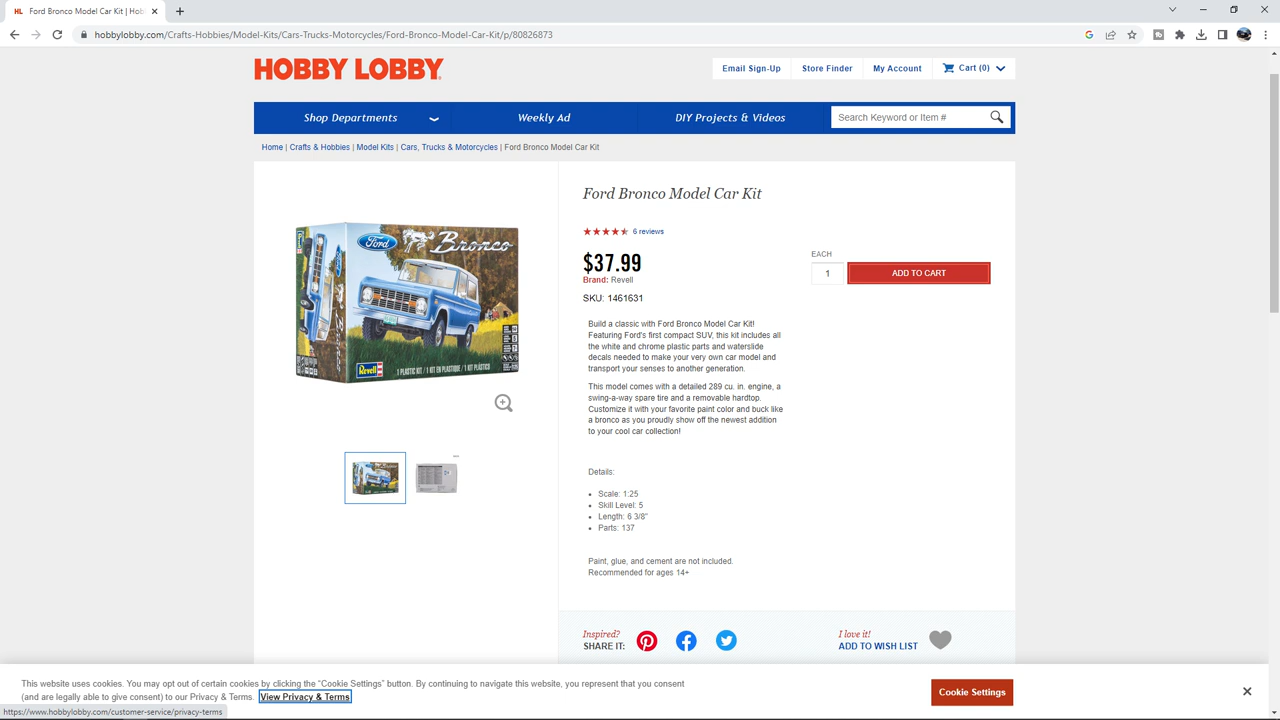 Ford Bronco Model Car Kit | Hob
hobbylobby.com/Crafts-Hobbies/Model-Kits/Cars-Trucks-Motorcycles/Ford-Bronco-Model-Car-Kit/p/80826873
HOBBY LOBBY
Email Sign-Up
Store Finder
My Account
Cart (0)
Shop Departments
Weekly Ad
DIY Projects & Videos
Search Keyword or Item #
Home | Crafts & Hobbies | Model Kits | Cars, Trucks & Motorcycles | Ford Bronco Model Car Kit
Ford Bronco
Revell
1 PLASTIC KIT / 1 KIT EN PLASTIQUE / 1 KIT PLÁSTICO
Ford Bronco Model Car Kit
6 reviews
$37.99
Brand: Revell
SKU: 1461631
EACH
1
ADD TO CART
Build a classic with Ford Bronco Model Car Kit!
Featuring Ford's first compact SUV, this kit includes all
the white and chrome plastic parts and waterslide
decals needed to make your very own car model and
transport your senses to another generation.
This model comes with a detailed 289 cu. in. engine, a
swing-a-way spare tire and a removable hardtop.
Customize it with your favorite paint color and buck like
a bronco as you proudly show off the newest addition
to your cool car collection!
Details:
• Scale: 1:25
• Skill Level: 5
• Length: 6 3/8"
• Parts: 137
Paint, glue, and cement are not included.
Recommended for ages 14+
Inspired?
SHARE IT:
I love it!
ADD TO WISH LIST
This website uses cookies. You may opt out of certain cookies by clicking the "Cookie Settings" button. By continuing to navigate this website, you represent that you consent
(and are legally able to give consent) to our Privacy & Terms. View Privacy & Terms
Cookie Settings
https://www.hobbylobby.com/customer-service/privacy-terms